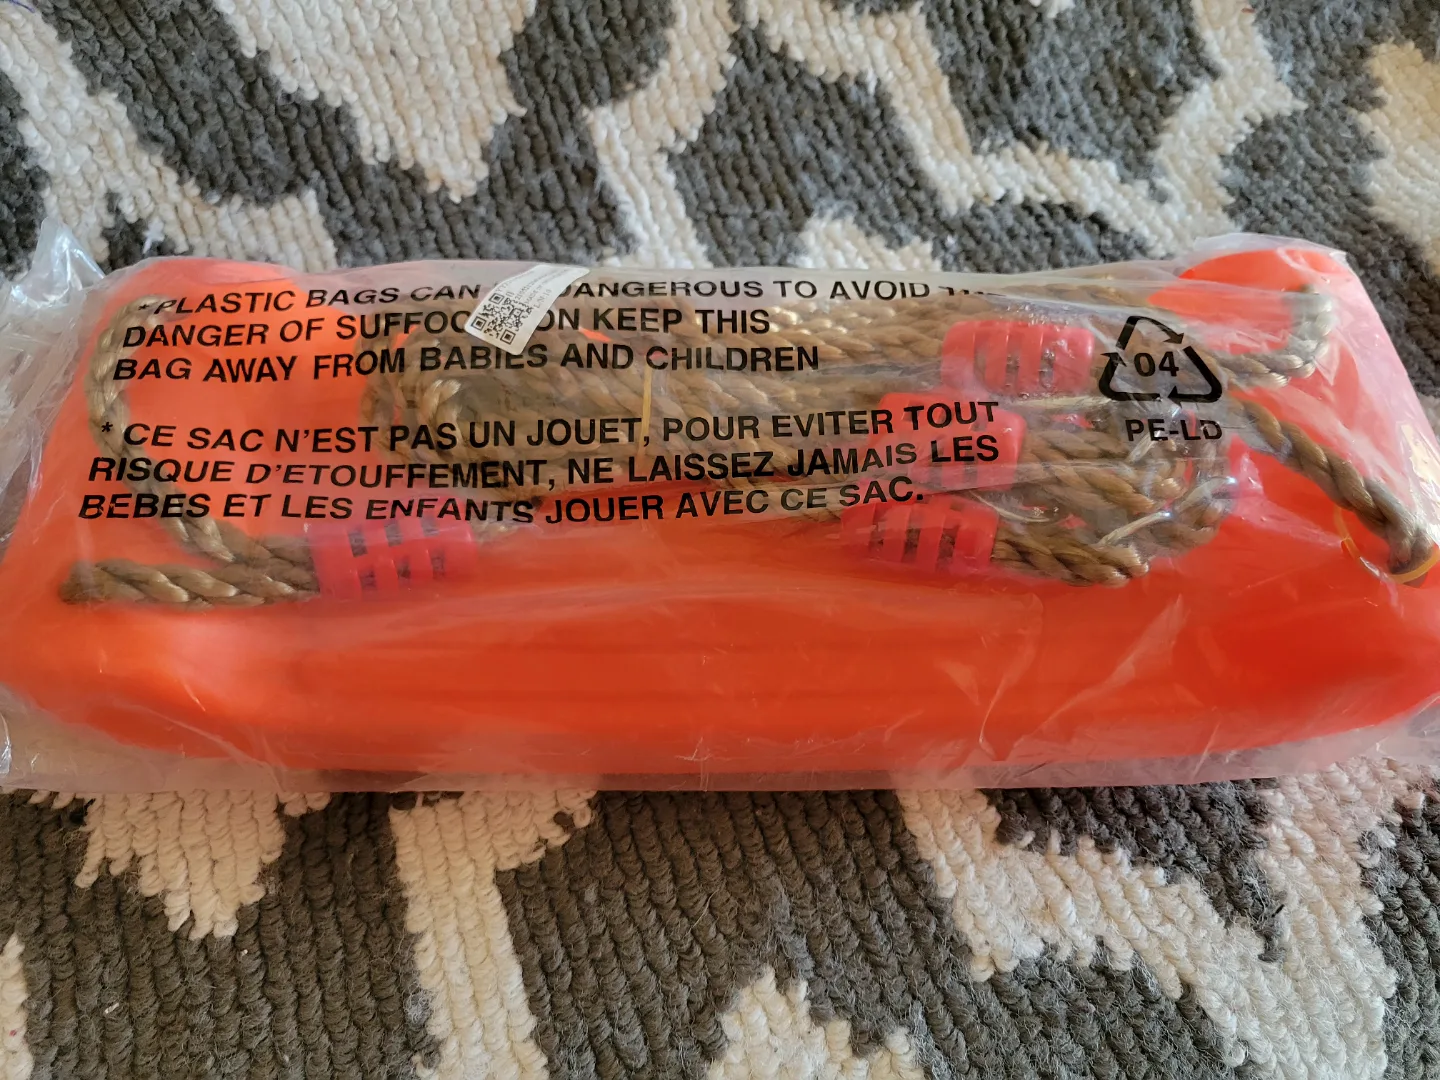 *PLASTIC BAGS CAN DANGEROUS TO AVOID
DANGER OF SUFFOC ON KEEP THIS
BAG AWAY FROM BABIES AND CHILDREN
* CE SAC N'EST PAS UN JOUET, POUR EVITER TOUT
RISQUE D'ETOUFFEMENT, NE LAISSEZ JAMAIS LES
BEBES ET LES ENFANTS JOUER AVEC CE SAC.
04
PE-LD